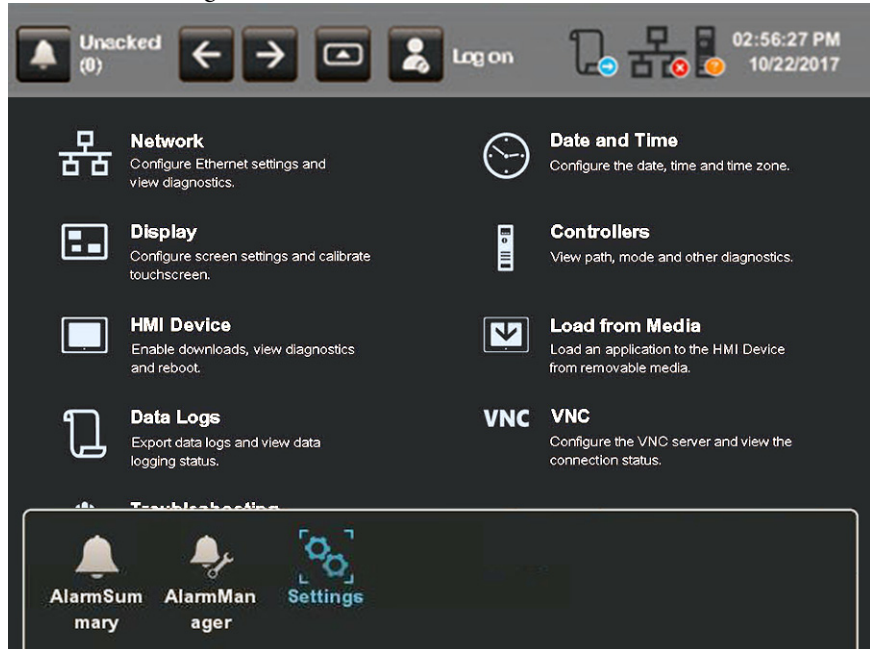 Unacked
(0)
Log on
02:56:27 PM
10/22/2017
Network
Configure Ethernet settings and
view diagnostics.
Date and Time
Configure the date, time and time zone.
Display
Configure screen settings and calibrate
touchscreen.
Controllers
View path, mode and other diagnostics.
HMI Device
Enable downloads, view diagnostics
and reboot.
Load from Media
Load an application to the HMI Device
from removable media.
Data Logs
Export data logs and view data
logging status.
VNC
VNC
Configure the VNC server and view the
connection status.
Troubleshooting
AlarmSum
mary
AlarmMan
ager
Settings